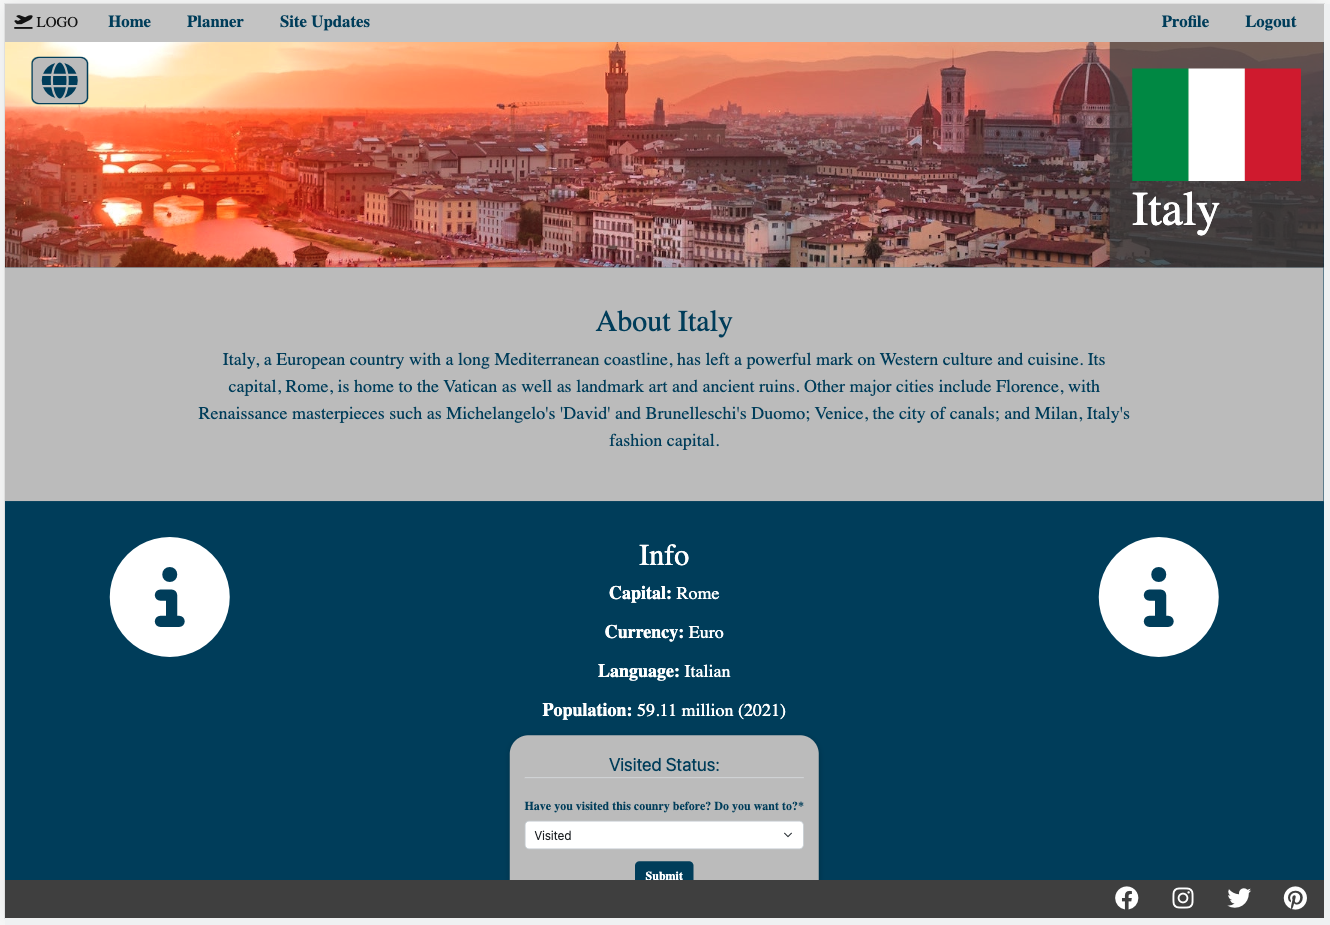 LOGO Home Planner Site Updates Profile Logout
Italy
About Italy
Italy, a European country with a long Mediterranean coastline, has left a powerful mark on Western culture and cuisine. Its
capital, Rome, is home to the Vatican as well as landmark art and ancient ruins. Other major cities include Florence, with
Renaissance masterpieces such as Michelangelo's 'David' and Brunelleschi's Duomo; Venice, the city of canals; and Milan, Italy's
fashion capital.
Info
Capital: Rome
Currency: Euro
Language: Italian
Population: 59.11 million (2021)
Visited Status:
Have you visited this counry before? Do you want to?*
Visited
Submit